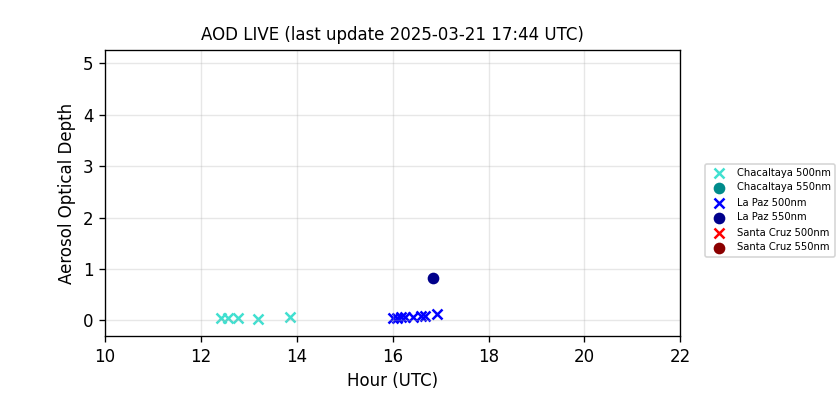 AOD LIVE (last update 2025-03-21 17:44 UTC)
Aerosol Optical Depth
5
4
3
2
1
0
10 12 14 16 18 20 22
Hour (UTC)
Chacaltaya 500nm
Chacaltaya 550nm
La Paz 500nm
La Paz 550nm
Santa Cruz 500nm
Santa Cruz 550nm